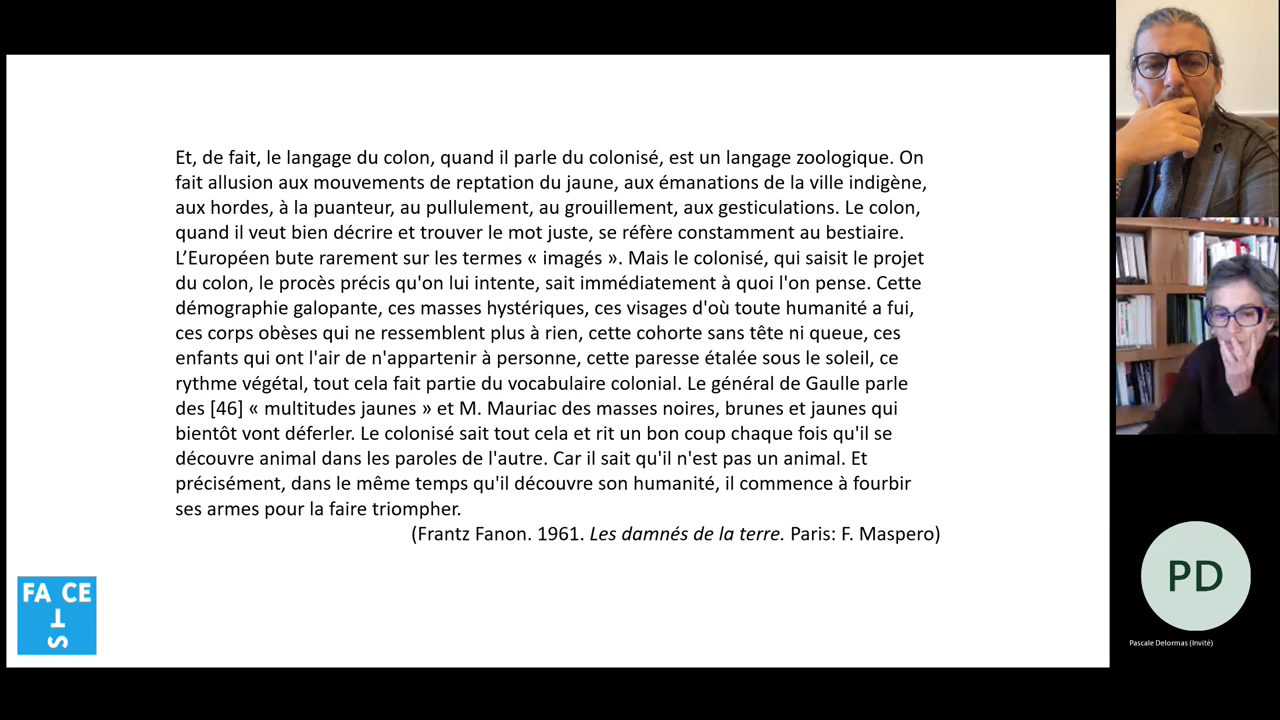 Et, de fait, le langage du colon, quand il parle du colonisé, est un langage zoologique. On
fait allusion aux mouvements de reptation du jaune, aux émanations de la ville indigène,
aux hordes, à la puanteur, au pullulement, au grouillement, aux gesticulations. Le colon,
quand il veut bien décrire et trouver le mot juste, se réfère constamment au bestiaire.
L’Européen bute rarement sur les termes « imagés ». Mais le colonisé, qui saisit le projet
du colon, le procès précis qu'on lui intente, sait immédiatement à quoi l'on pense. Cette
démographie galopante, ces masses hystériques, ces visages d'où toute humanité a fui,
ces corps obèses qui ne ressemblent plus à rien, cette cohorte sans tête ni queue, ces
enfants qui ont l'air de n'appartenir à personne, cette paresse étalée sous le soleil, ce
rythme végétal, tout cela fait partie du vocabulaire colonial. Le général de Gaulle parle
des [46] « multitudes jaunes » et M. Mauriac des masses noires, brunes et jaunes qui
bientôt vont déferler. Le colonisé sait tout cela et rit un bon coup chaque fois qu'il se
découvre animal dans les paroles de l'autre. Car il sait qu'il n'est pas un animal. Et
précisément, dans le même temps qu'il découvre son humanité, il commence à fourbir
ses armes pour la faire triompher.
(Frantz Fanon. 1961. Les damnés de la terre. Paris: F. Maspero)
FA CE
T
S
PD
Pascale Delormas (Invité)